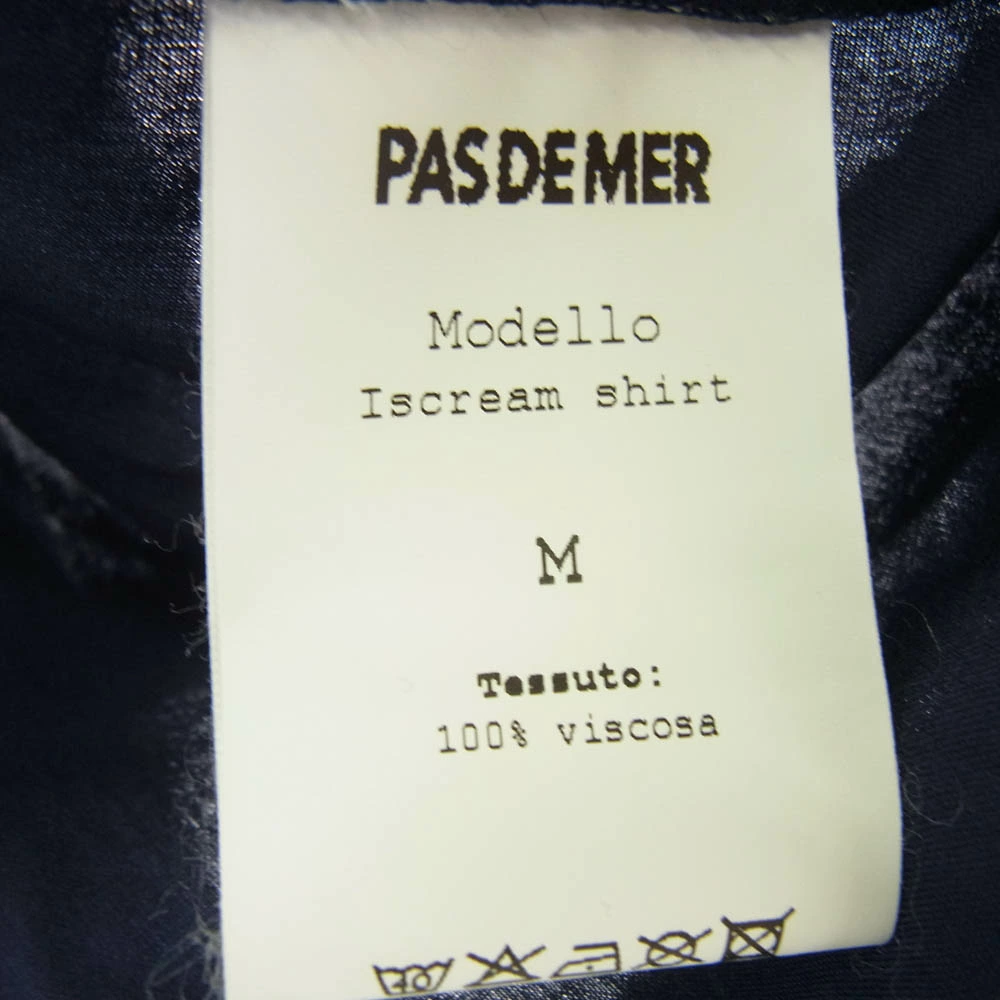 PAS DE MER
Modello
Iscream shirt
M
Tessuto:
100% viscosa